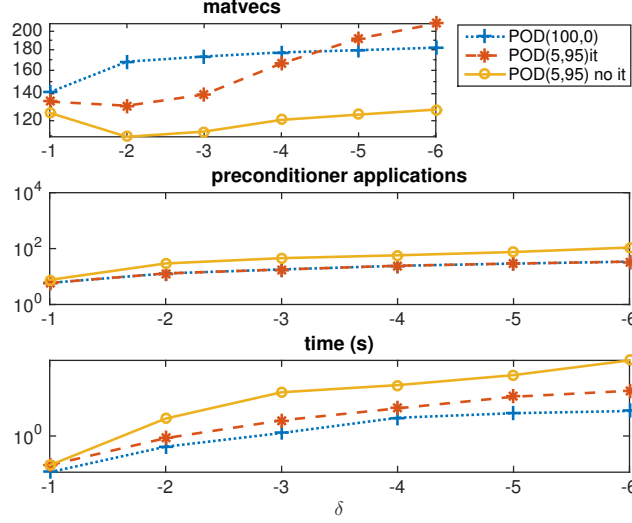 matvecs
200
180
160
140
120
-1 -2 -3 -4 -5 -6
POD(100,0)
POD(5,95)it
POD(5,95) no it
preconditioner applications
10^4
10^2
10^0
-1 -2 -3 -4 -5 -6
time (s)
10^0
-1 -2 -3 -4 -5 -6
δ